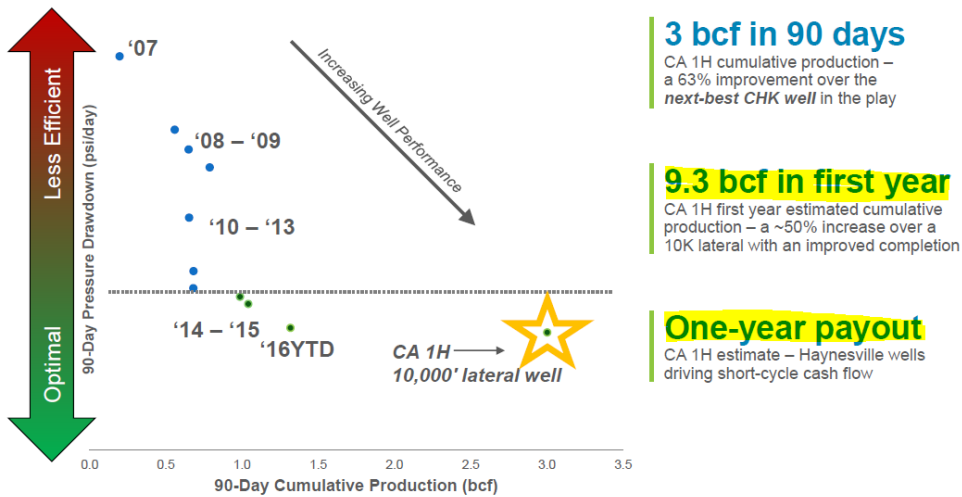 Less Efficient
Optimal
90-Day Pressure Drawdown (psi/day)
‘07
‘08 – ‘09
‘10 – ‘13
‘14 – ‘15
‘16YTD
Increasing Well Performance
CA 1H
10,000' lateral well
0.0 0.5 1.0 1.5 2.0 2.5 3.0 3.5
90-Day Cumulative Production (bcf)
3 bcf in 90 days
CA 1H cumulative production –
a 63% improvement over the
next-best CHK well in the play
9.3 bcf in first year
CA 1H first year estimated cumulative
production – a ~50% increase over a
10K lateral with an improved completion
One-year payout
CA 1H estimate – Haynesville wells
driving short-cycle cash flow